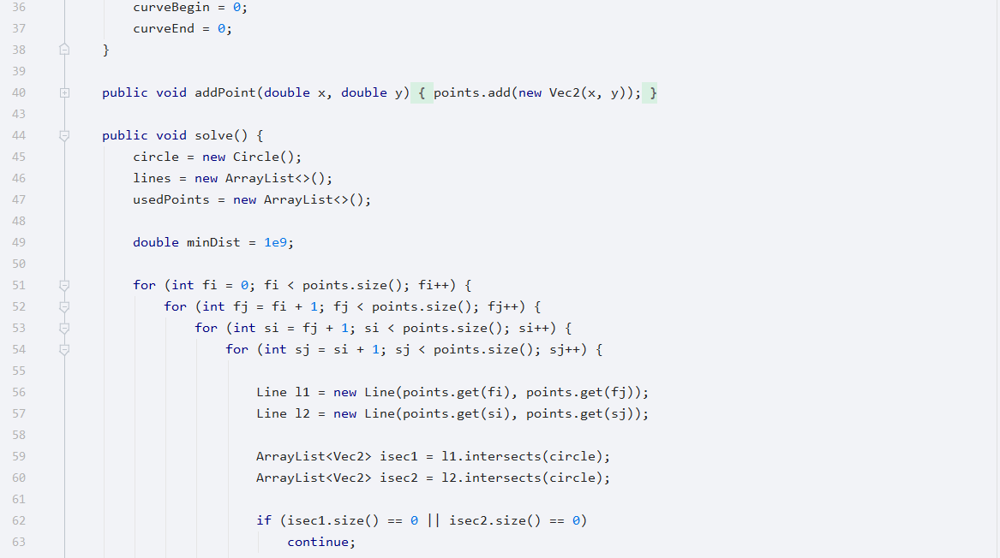 36 curveBegin = 0;
37 curveEnd = 0;
38 }
39
40 public void addPoint(double x, double y) { points.add(new Vec2(x, y)); }
43
44 public void solve() {
45 circle = new Circle();
46 lines = new ArrayList<>();
47 usedPoints = new ArrayList<>();
48
49 double minDist = 1e9;
50
51 for (int fi = 0; fi < points.size(); fi++) {
52 for (int fj = fi + 1; fj < points.size(); fj++) {
53 for (int si = fj + 1; si < points.size(); si++) {
54 for (int sj = si + 1; sj < points.size(); sj++) {
55
56 Line l1 = new Line(points.get(fi), points.get(fj));
57 Line l2 = new Line(points.get(si), points.get(sj));
58
59 ArrayList<Vec2> isec1 = l1.intersects(circle);
60 ArrayList<Vec2> isec2 = l2.intersects(circle);
61
62 if (isec1.size() == 0 || isec2.size() == 0)
63 continue;